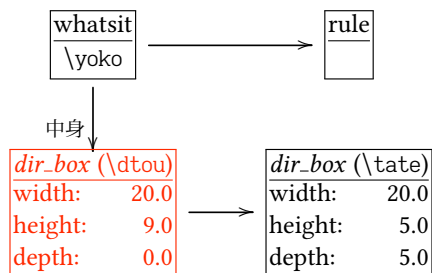 whatsit rule
\yoko
中身
dir_box (\dtou) dir_box (\tate)
width: 20.0 width: 20.0
height: 9.0 height: 5.0
depth: 0.0 depth: 5.0